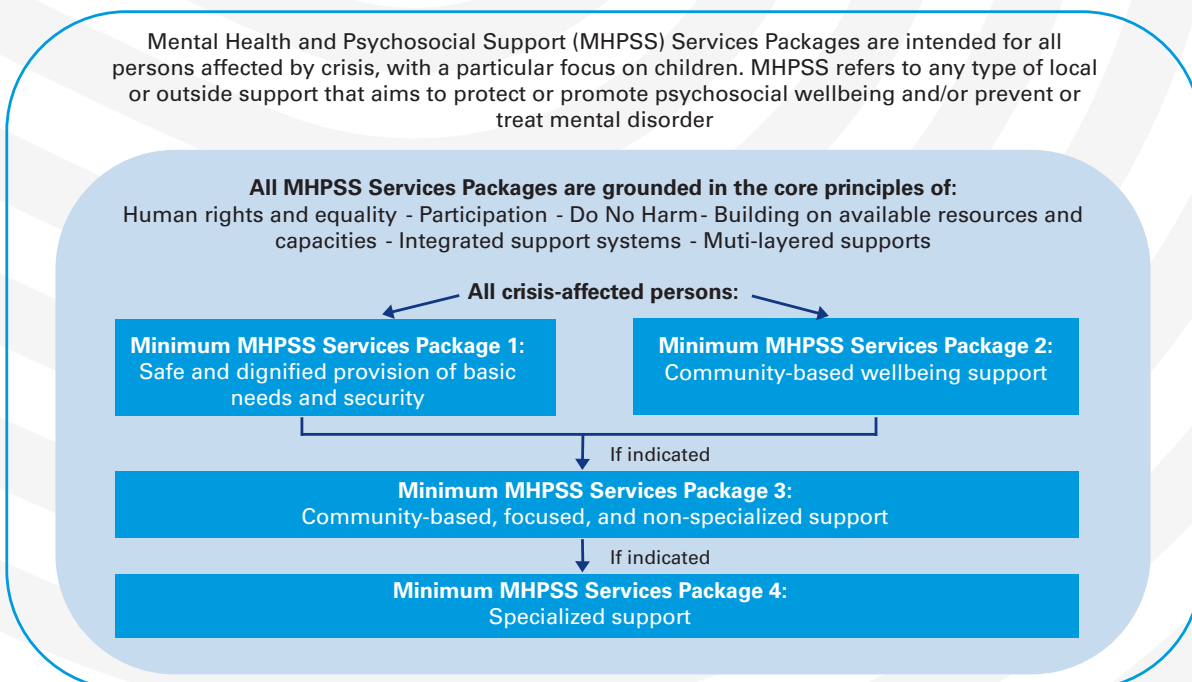 Mental Health and Psychosocial Support (MHPSS) Services Packages are intended for all
persons affected by crisis, with a particular focus on children. MHPSS refers to any type of local
or outside support that aims to protect or promote psychosocial wellbeing and/or prevent or
treat mental disorder
All MHPSS Services Packages are grounded in the core principles of:
Human rights and equality - Participation - Do No Harm- Building on available resources and
capacities - Integrated support systems - Muti-layered supports
All crisis-affected persons:
Minimum MHPSS Services Package 1:
Safe and dignified provision of basic
needs and security
Minimum MHPSS Services Package 2:
Community-based wellbeing support
If indicated
Minimum MHPSS Services Package 3:
Community-based, focused, and non-specialized support
If indicated
Minimum MHPSS Services Package 4:
Specialized support